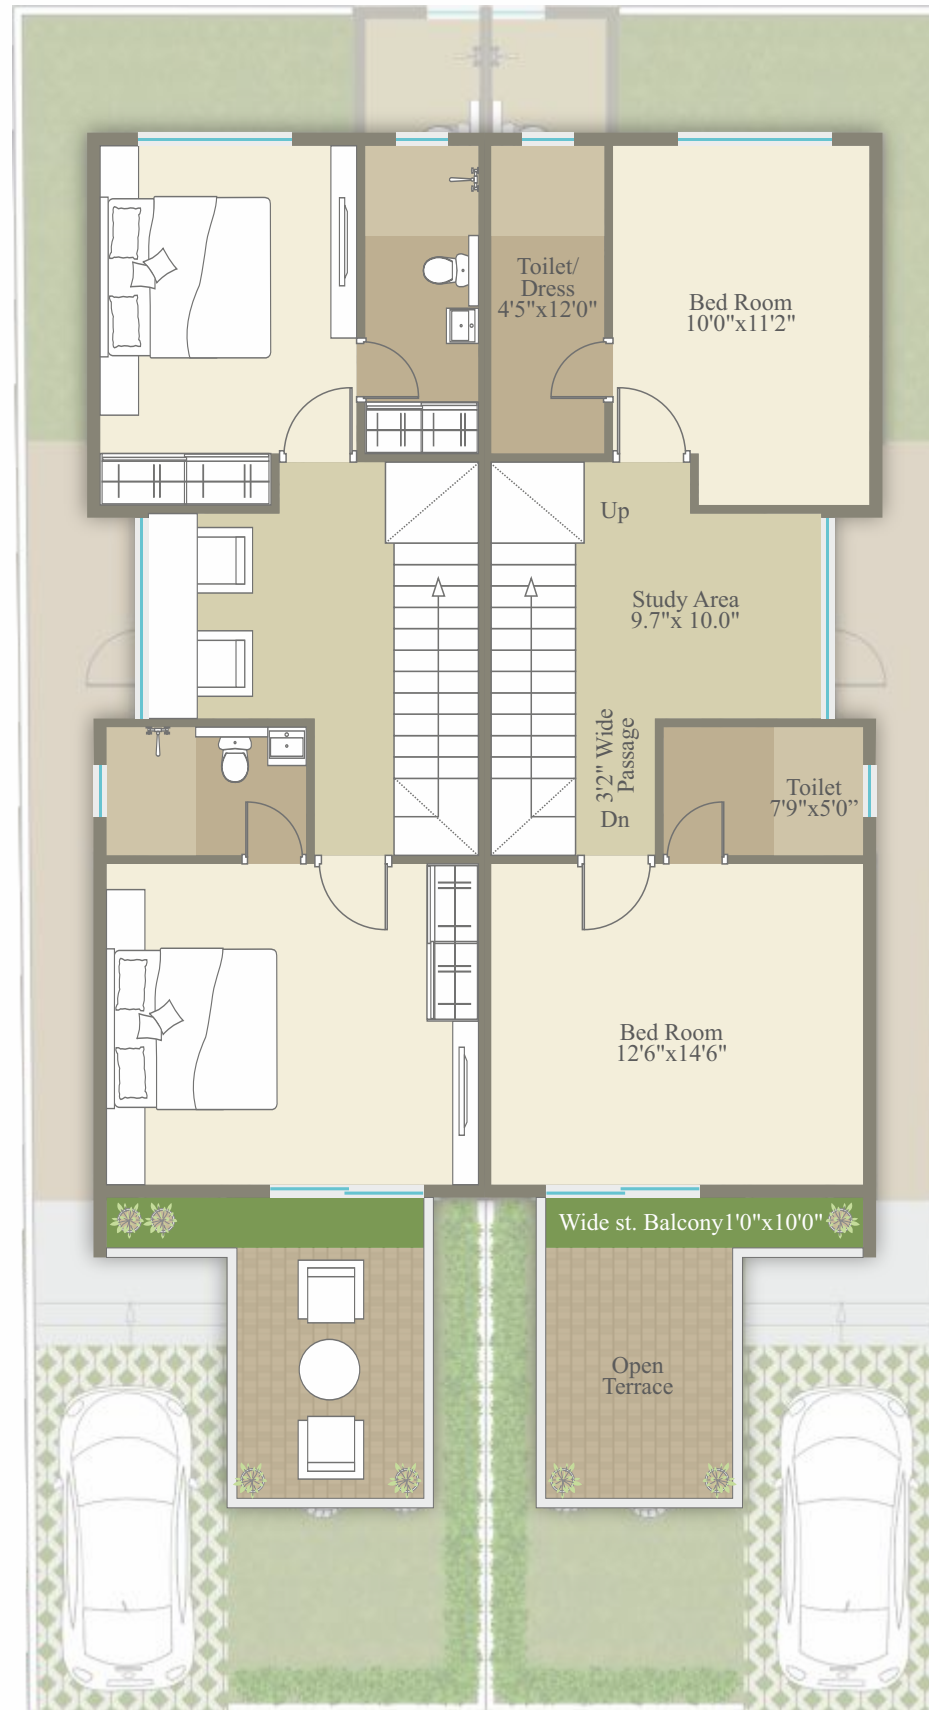 Toilet/
Dress
4'5"x12'0"
Bed Room
10'0"x11'2"
Up
Study Area
9.7"x 10.0"
3'2" Wide
Passage
Dn
Toilet
7'9"x5'0”
Bed Room
12'6"x14'6"
Wide st. Balcony1'0"x10'0"
Open
Terrace